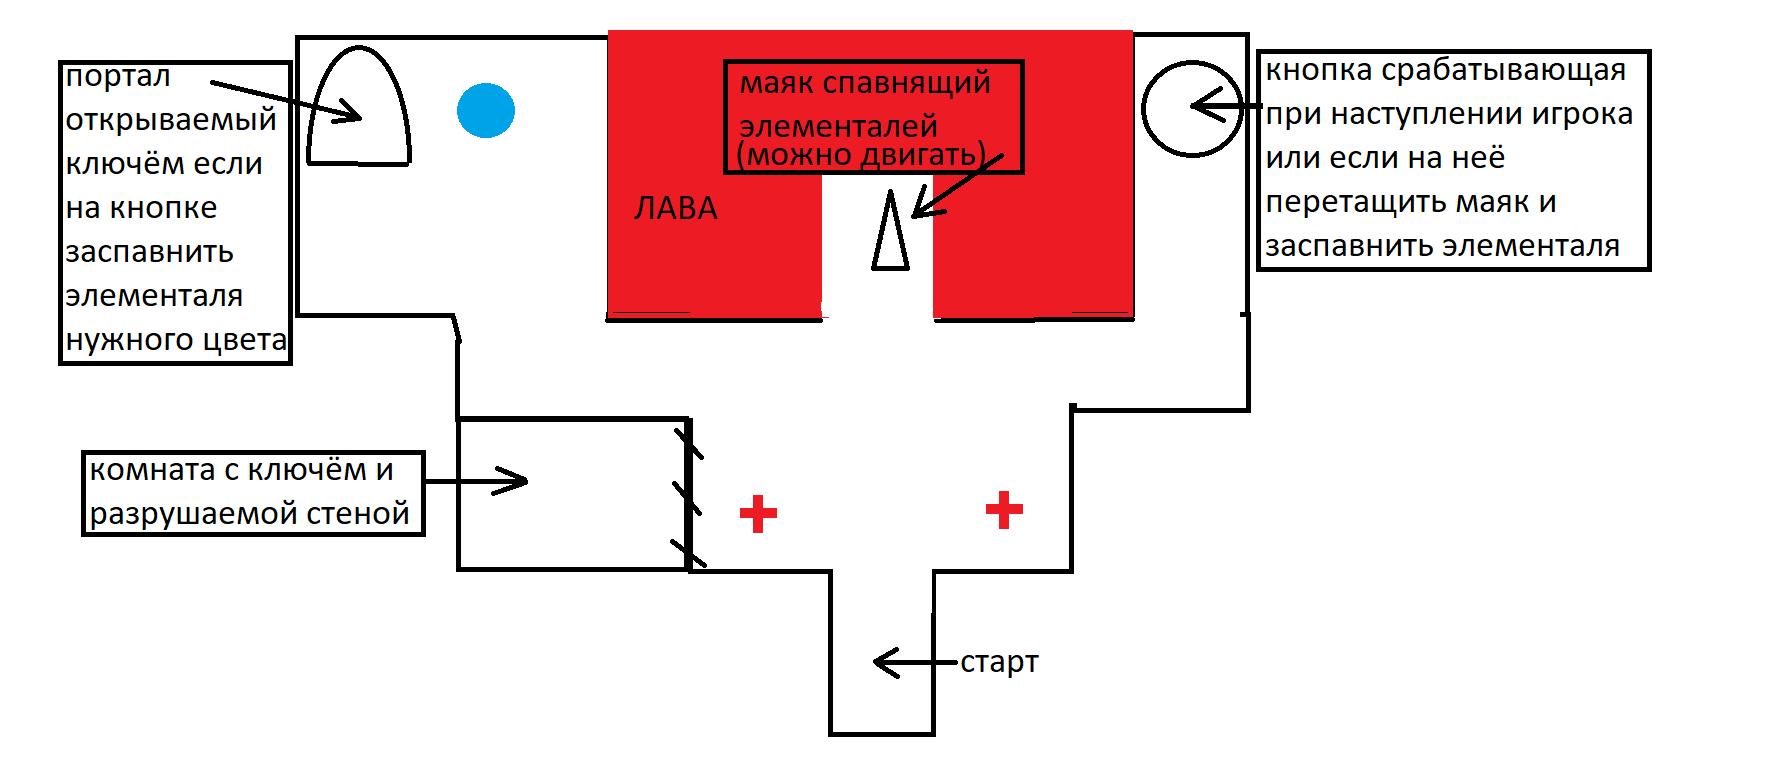 портал
открываемый
ключём если
на кнопке
заспавнить
элементаля
нужного цвета
маяк спавнящий
элементалей
(можно двигать)
ЛАВА
кнопка срабатывающая
при наступлении игрока
или если на неё
перетащить маяк и
заспавнить элементаля
комната с ключём и
разрушаемой стеной
старт